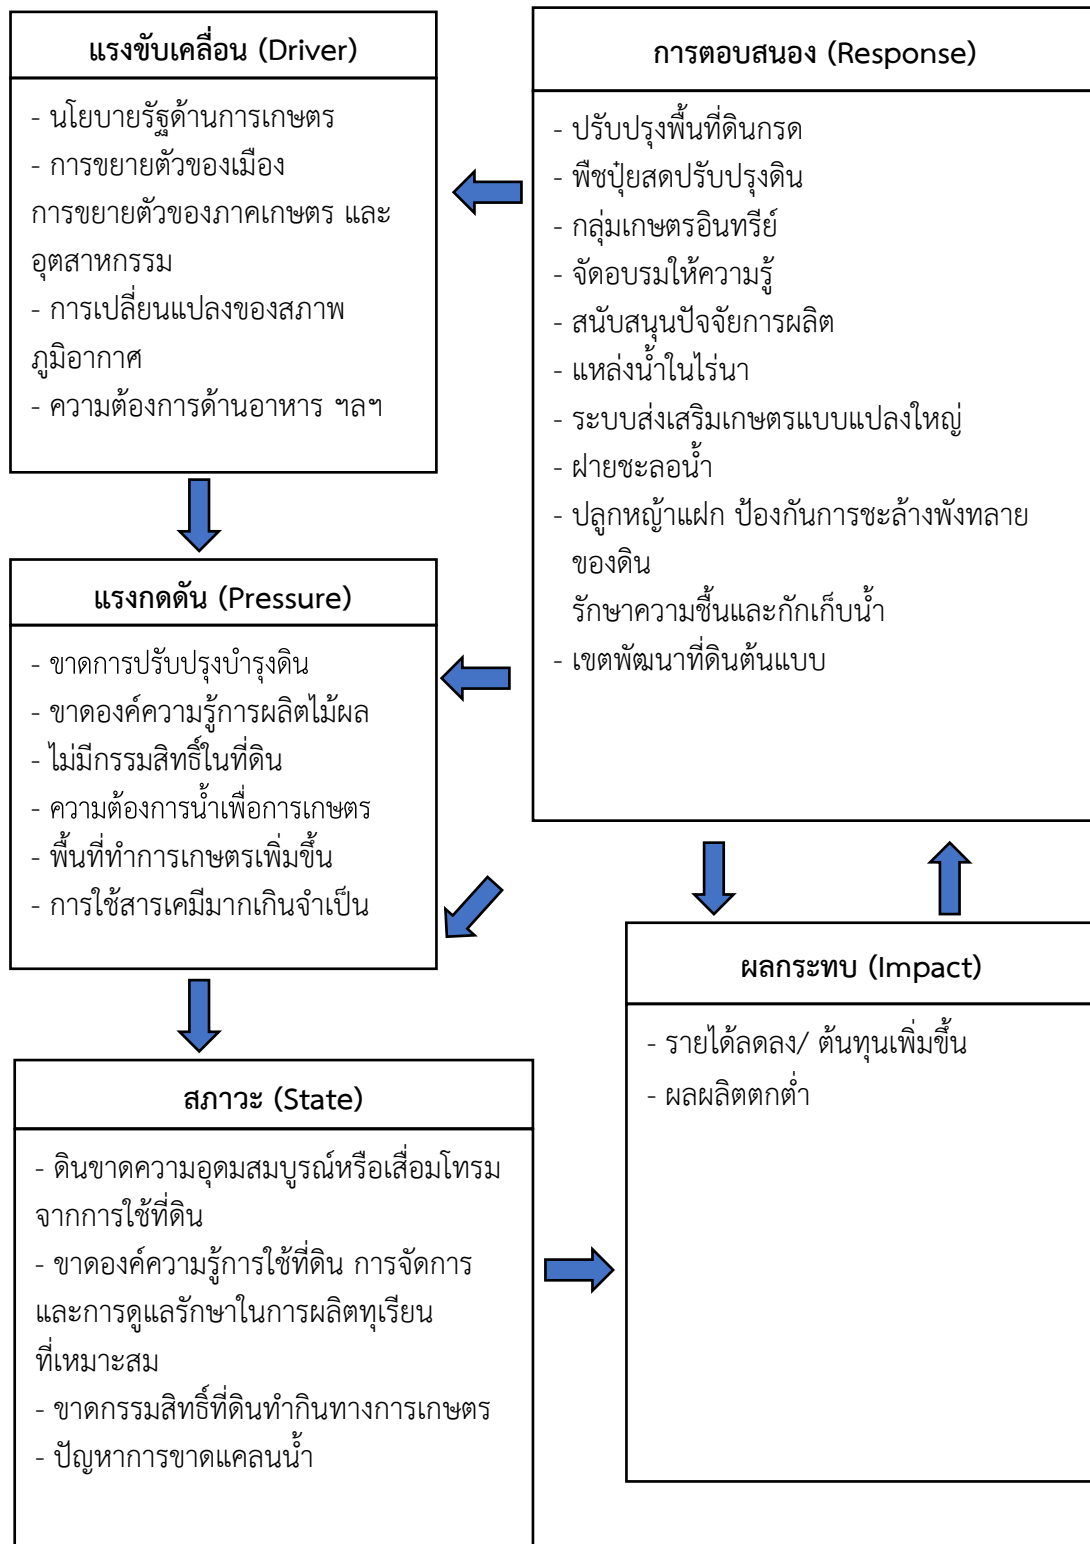 แรงขับเคลื่อน (Driver)
- นโยบายรัฐด้านการเกษตร
- การขยายตัวของเมือง
การขยายตัวของภาคเกษตร และ
อุตสาหกรรม
- การเปลี่ยนแปลงของสภาพ
ภูมิอากาศ
- ความต้องการด้านอาหาร ฯลฯ
แรงกดดัน (Pressure)
- ขาดการปรับปรุงบำรุงดิน
- ขาดองค์ความรู้การผลิตไม้ผล
- ไม่มีกรรมสิทธิ์ในที่ดิน
- ความต้องการน้ำเพื่อการเกษตร
- พื้นที่ทำการเกษตรเพิ่มขึ้น
- การใช้สารเคมีมากเกินจำเป็น
สภาวะ (State)
- ดินขาดความอุดมสมบูรณ์หรือเสื่อมโทรม
จากการใช้ที่ดิน
- ขาดองค์ความรู้การใช้ที่ดิน การจัดการ
และการดูแลรักษาในการผลิตทุเรียน
ที่เหมาะสม
- ขาดกรรมสิทธิ์ที่ดินทำกินทางการเกษตร
- ปัญหาการขาดแคลนน้ำ
การตอบสนอง (Response)
- ปรับปรุงพื้นที่ดินกรด
- พืชปุ๋ยสดปรับปรุงดิน
- กลุ่มเกษตรอินทรีย์
- จัดอบรมให้ความรู้
- สนับสนุนปัจจัยการผลิต
- แหล่งน้ำในไร่นา
- ระบบส่งเสริมเกษตรแบบแปลงใหญ่
- ฝายชะลอน้ำ
- ปลูกหญ้าแฝก ป้องกันการชะล้างพังทลาย
ของดิน
รักษาความชื้นและกักเก็บน้ำ
- เขตพัฒนาที่ดินต้นแบบ
ผลกระทบ (Impact)
- รายได้ลดลง/ ต้นทุนเพิ่มขึ้น
- ผลผลิตตกต่ำ